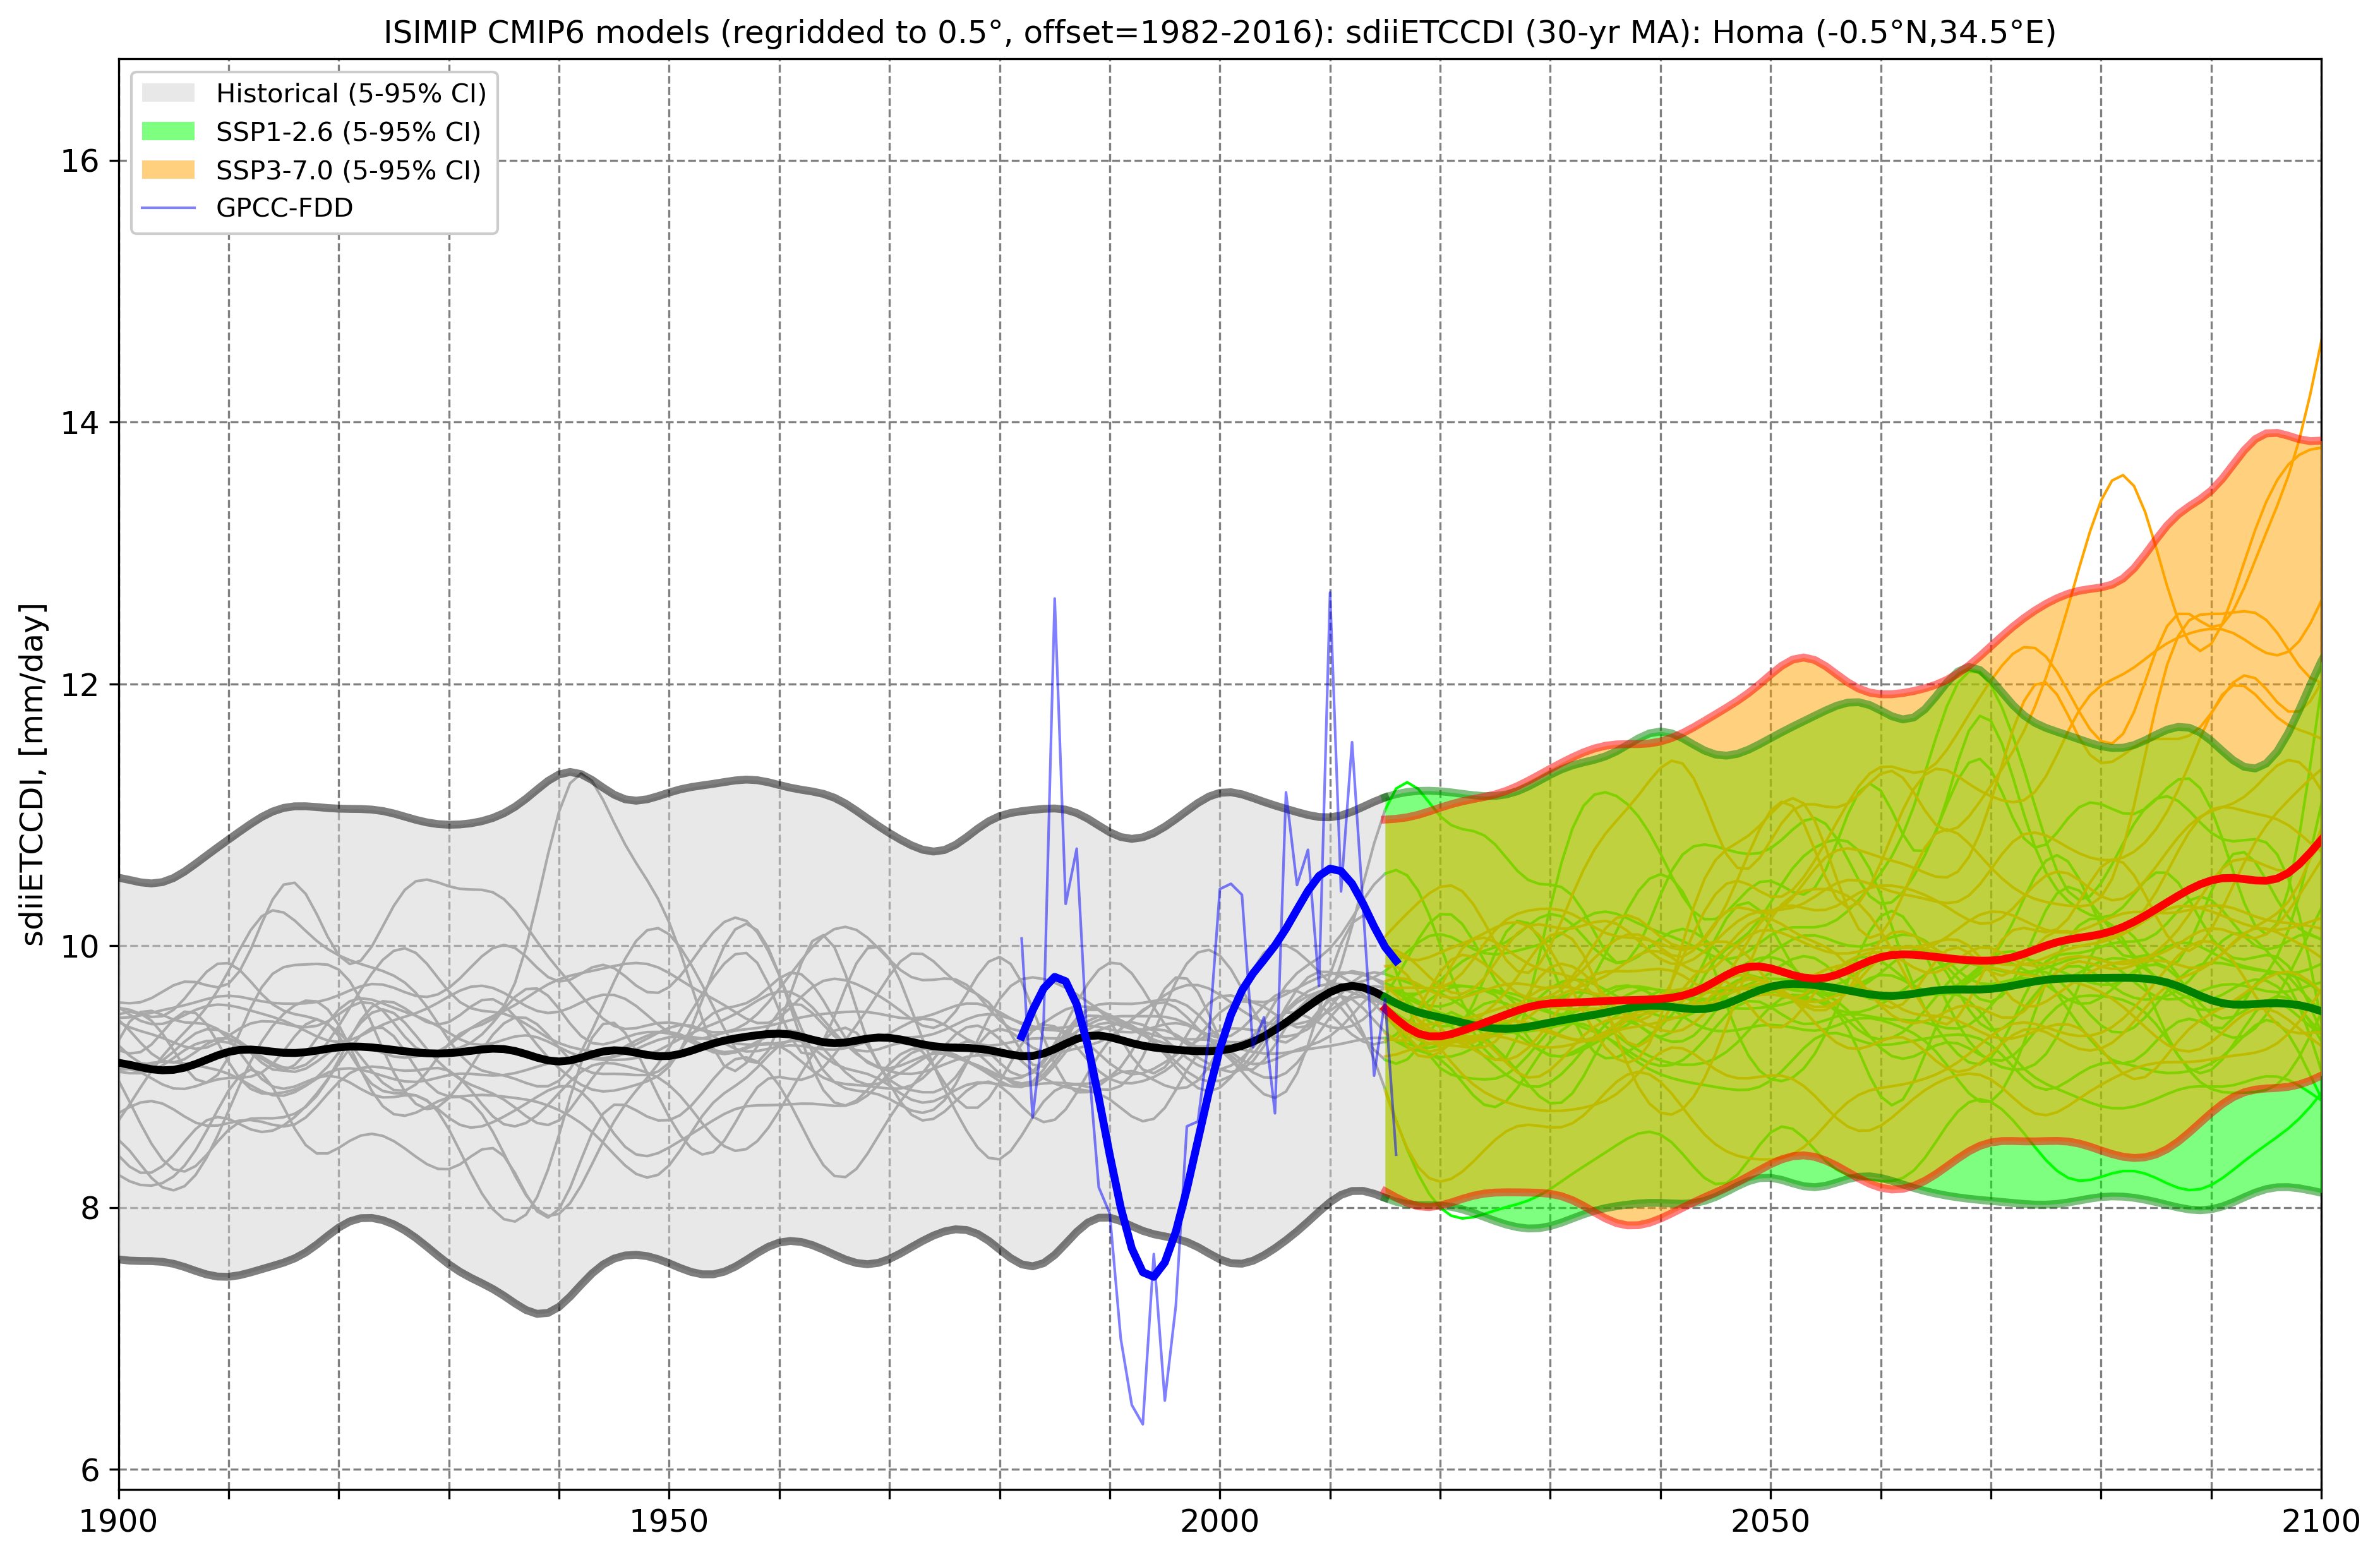 ISIMIP CMIP6 models (regridded to 0.5°, offset=1982-2016): sdiiETCCDI (30-yr MA): Homa (-0.5°N,34.5°E)
Historical (5-95% CI)
SSP1-2.6 (5-95% CI)
SSP3-7.0 (5-95% CI)
GPCC-FDD
sdiiETCCDI, [mm/day]
16
14
12
10
8
6
1900 1950 2000 2050 2100